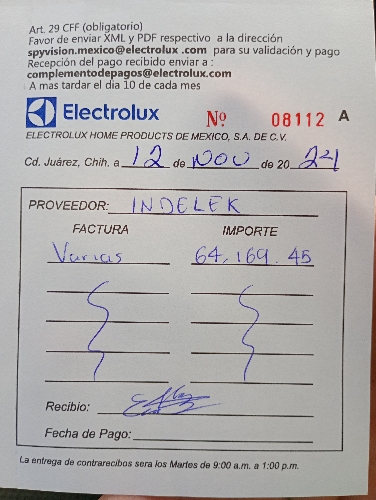 Art. 29 CFF (obligatorio)
Favor de enviar XML y PDF respectivo a la dirección
spyvision.mexico@electrolux .com para su validación y pago
Recepción del pago recibido enviar a :
complementodepagos@electrolux.com
A mas tardar el dia 10 de cada mes
Electrolux Nº 08112 A
ELECTROLUX HOME PRODUCTS DE MEXICO, S.A. DE C.V.
Cd. Juárez, Chih. a 12 de NOV de 20 24
PROVEEDOR: INDELEK
FACTURA IMPORTE
Varias 64,169.45
Recibio:
Fecha de Pago:
La entrega de contrarecibos sera los Martes de 9:00 a.m. a 1:00 p.m.